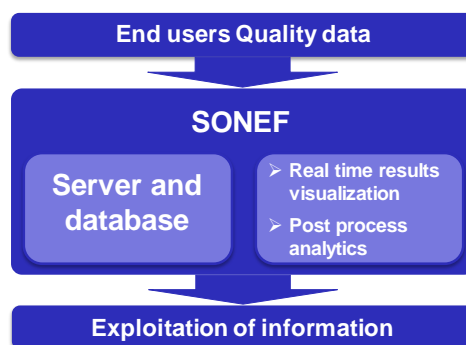 End users Quality data
SONEF
Server and
database
➢ Real time results
visualization
➢ Post process
analytics
Exploitation of information